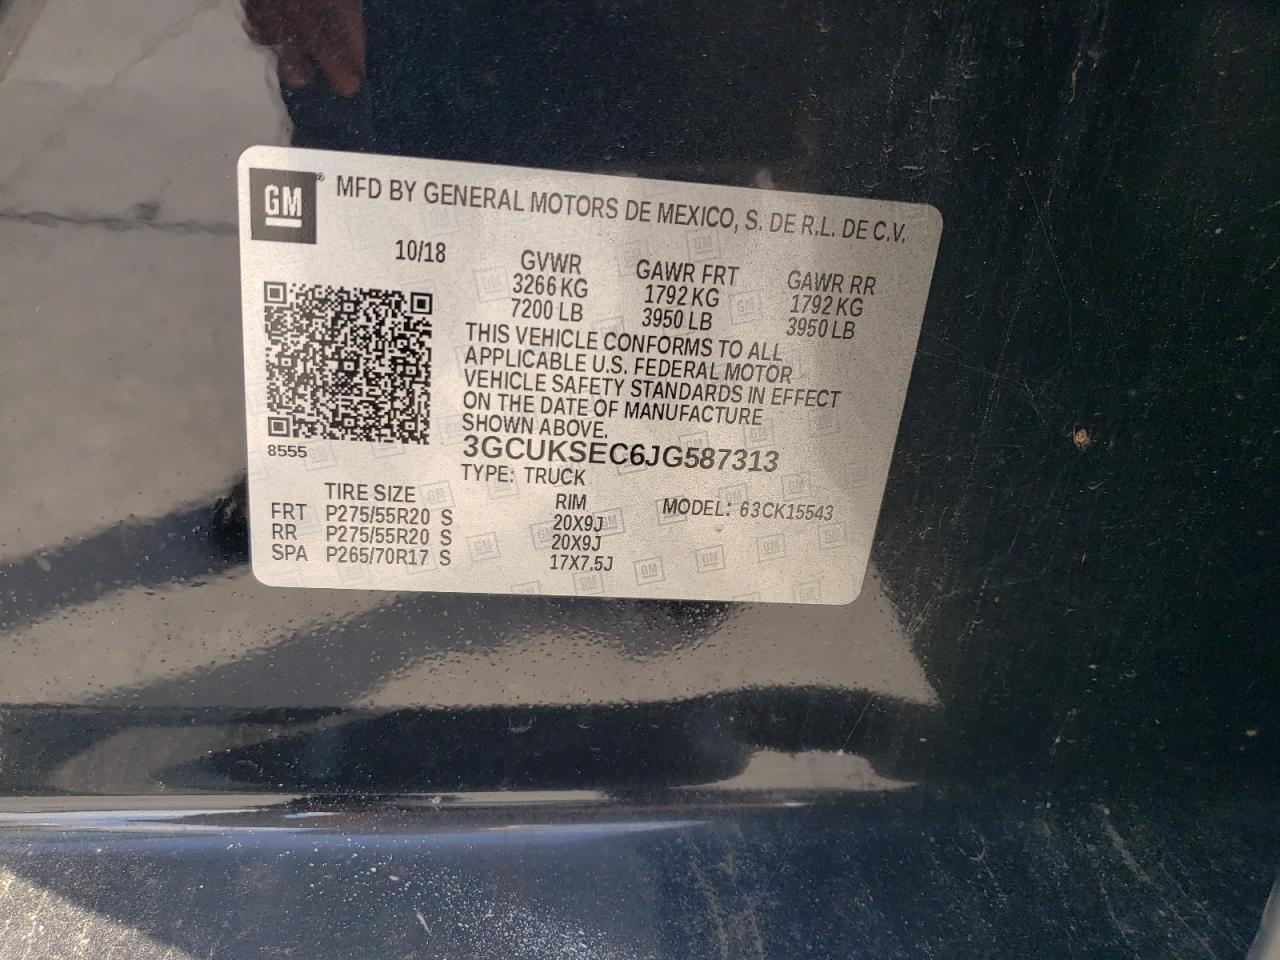 GM ® MFD BY GENERAL MOTORS DE MEXICO, S. DE R.L. DE C.V.
10/18 GVWR GAWR FRT GAWR RR
3266 KG 1792 KG 1792 KG
7200 LB 3950 LB 3950 LB
THIS VEHICLE CONFORMS TO ALL
APPLICABLE U.S. FEDERAL MOTOR
VEHICLE SAFETY STANDARDS IN EFFECT
ON THE DATE OF MANUFACTURE
SHOWN ABOVE.
8555
3GCUKSEC6JG587313
TYPE: TRUCK
TIRE SIZE RIM MODEL: 63CK15543
FRT P275/55R20 S 20X9J
RR P275/55R20 S 20X9J
SPA P265/70R17 S 17X7.5J